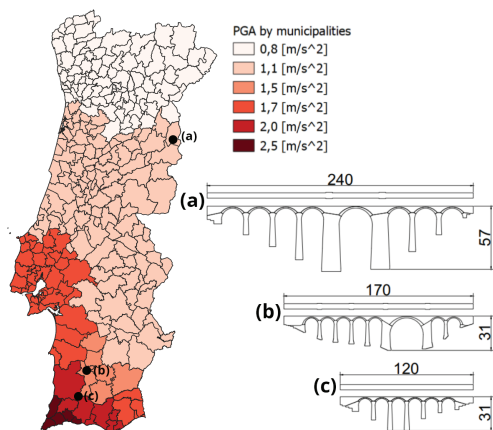 PGA by municipalities
0,8 [m/s^2]
1,1 [m/s^2]
1,5 [m/s^2]
1,7 [m/s^2]
2,0 [m/s^2]
2,5 [m/s^2]
(a)
240
(a)
57
170
(b)
31
(b)
120
(c)
(c)
31